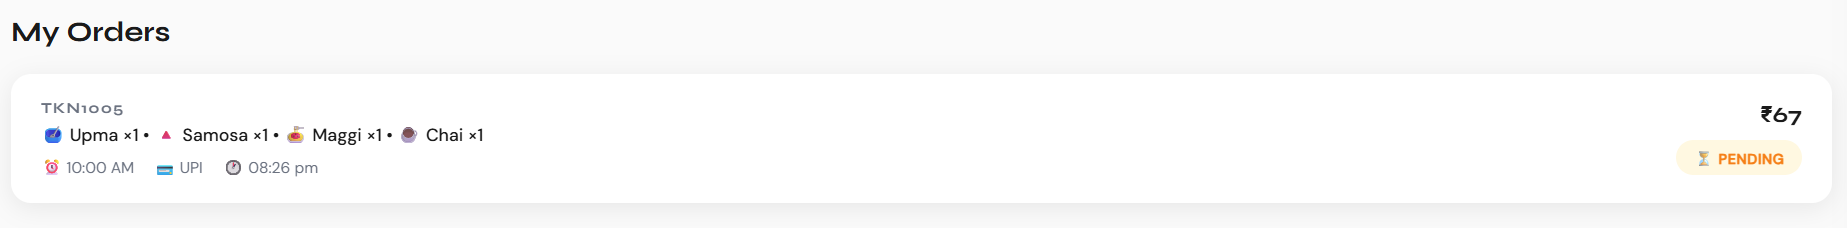 My Orders
TKN1005
Upma ×1 • Samosa ×1 • Maggi ×1 • Chai ×1
10:00 AM UPI 08:26 pm
₹67
PENDING